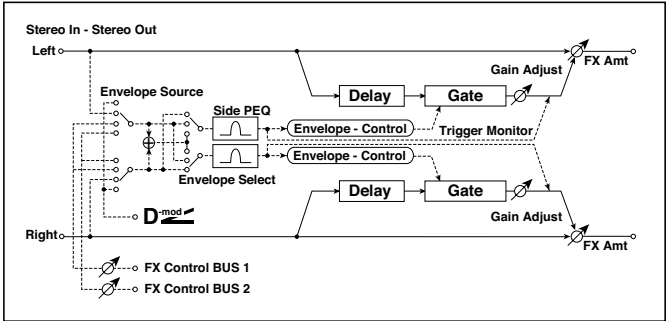 Stereo In - Stereo Out
Left
FX Amt
Gain Adjust
Envelope Source
Side PEQ
Delay
Gate
Envelope - Control
Trigger Monitor
Envelope - Control
Envelope Select
Delay
Gate
D-mod
Gain Adjust
Right
FX Amt
FX Control BUS 1
FX Control BUS 2